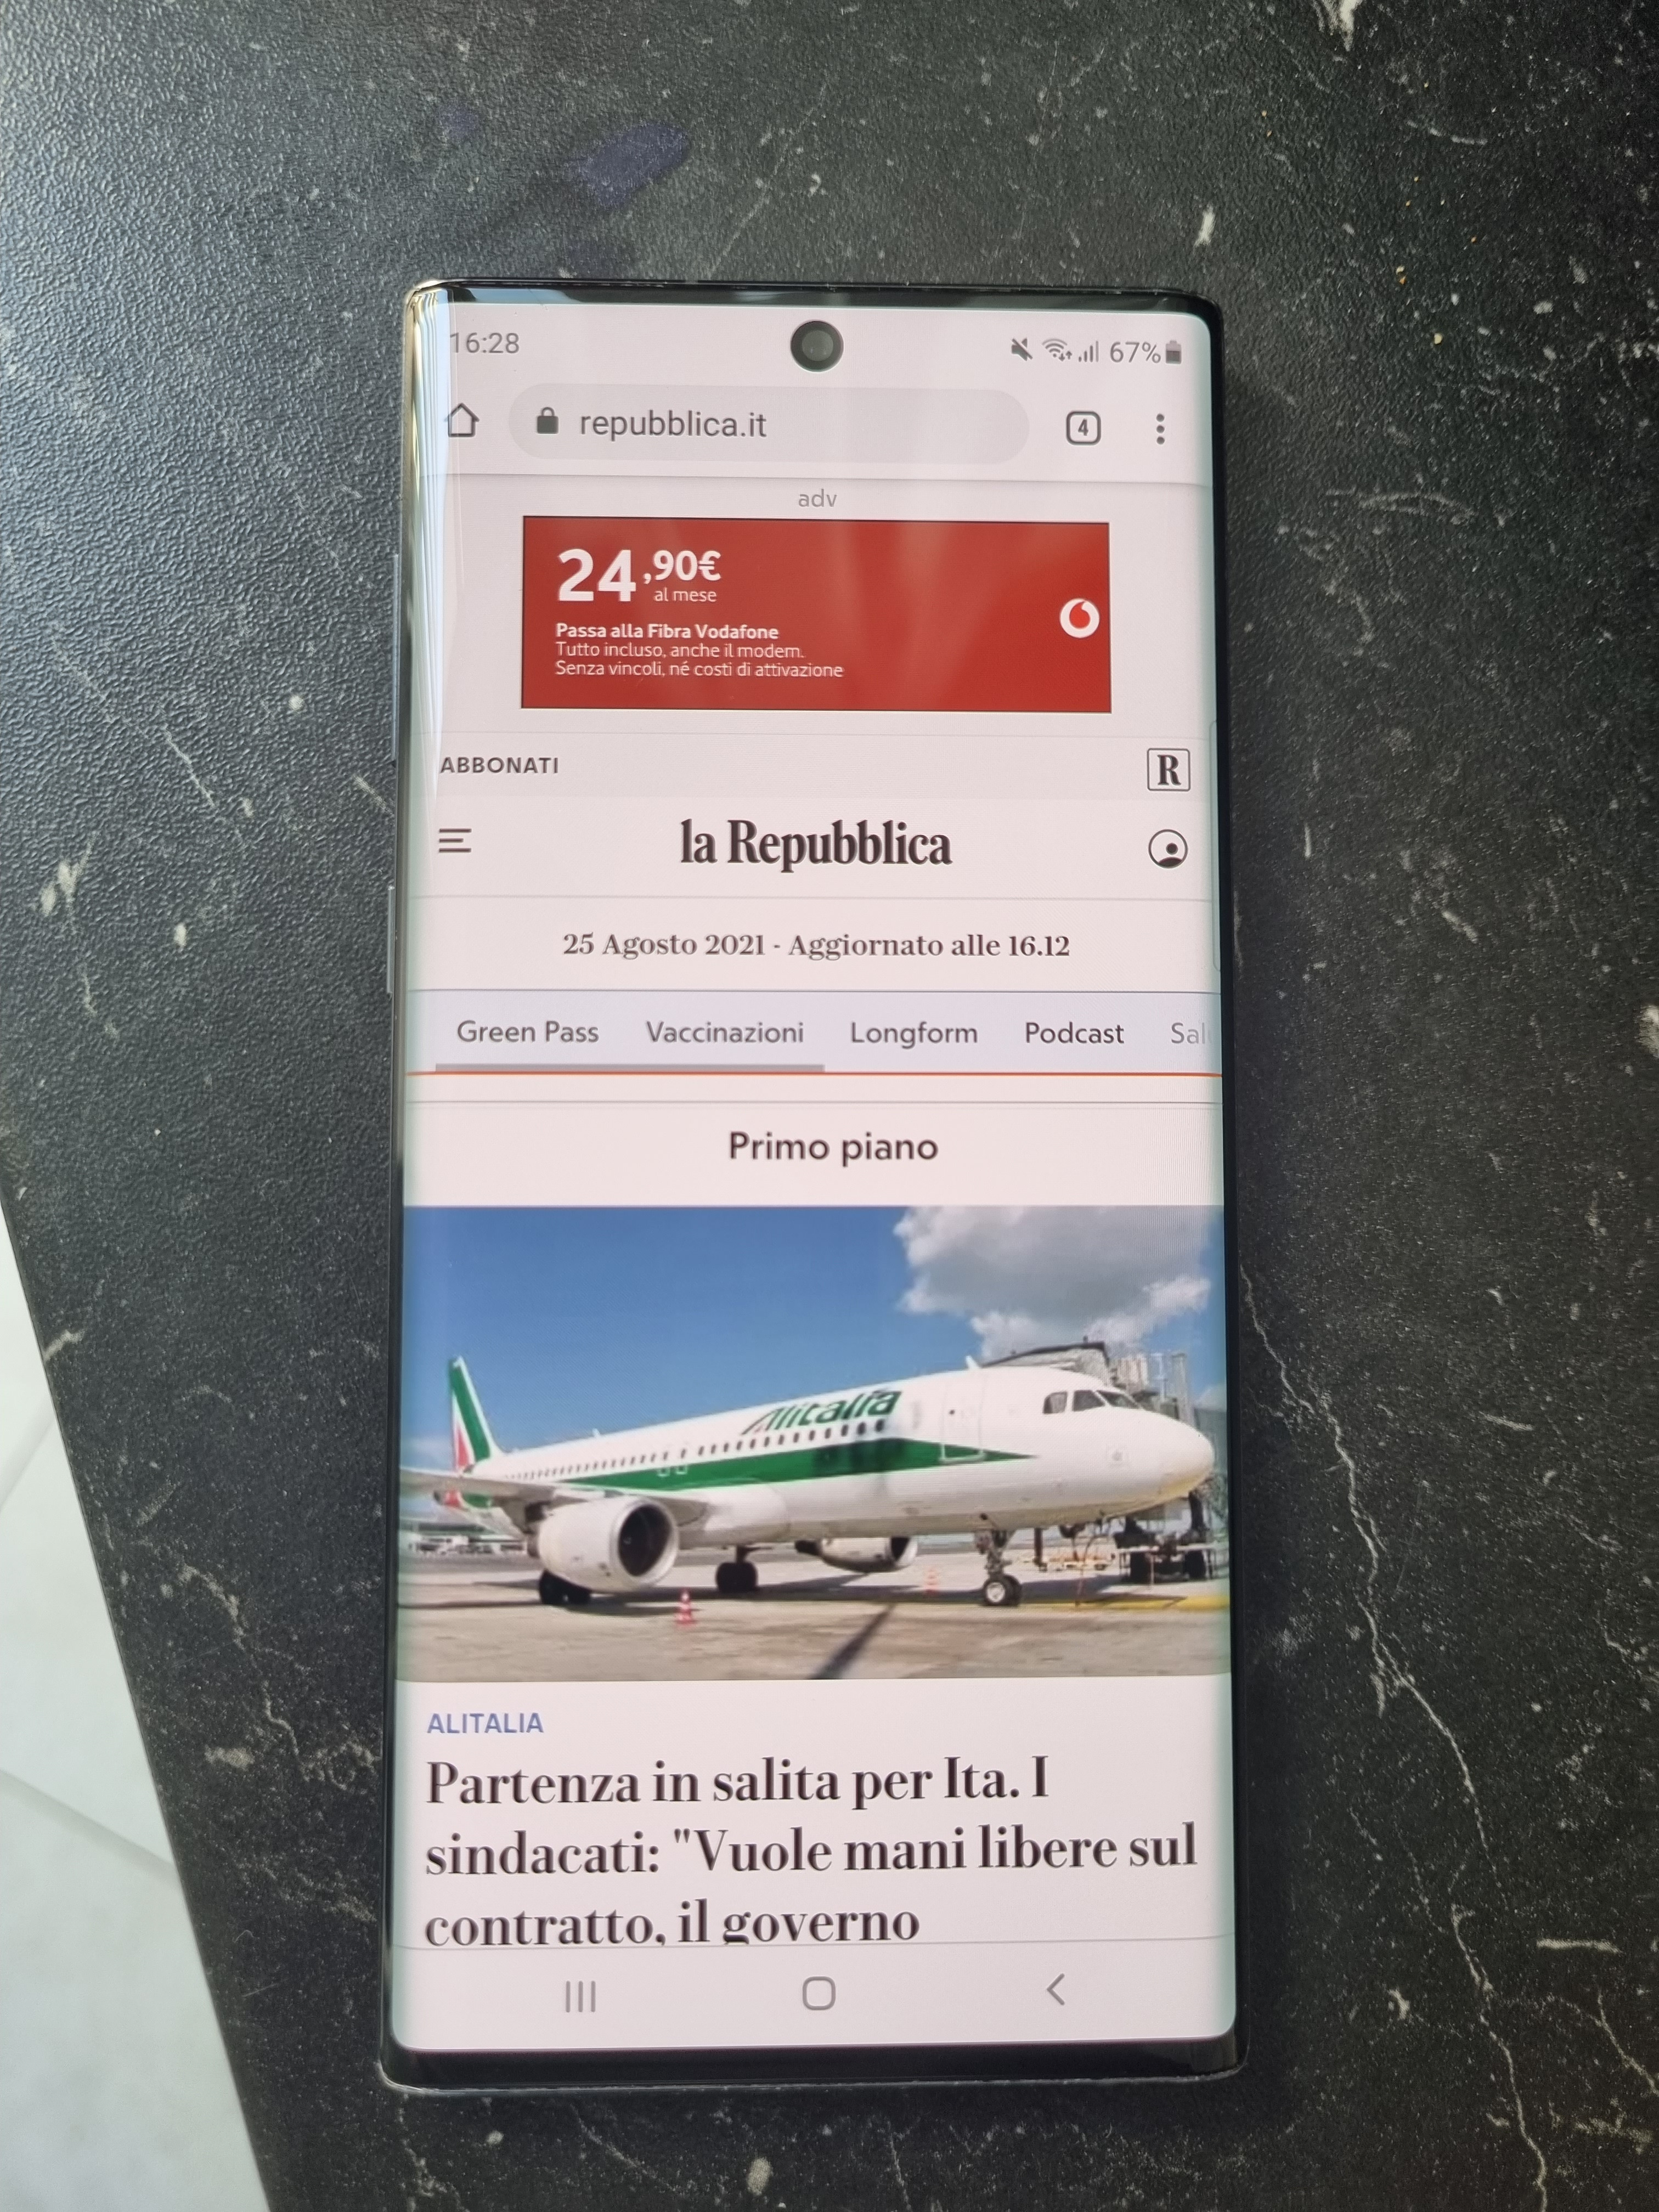 16:28
67%
repubblica.it
4
adv
24,90€
al mese
Passa alla Fibra Vodafone
Tutto incluso, anche il modem.
Senza vincoli, né costi di attivazione
ABBONATI
R
la Repubblica
25 Agosto 2021 - Aggiornato alle 16.12
Green Pass Vaccinazioni Longform Podcast
Primo piano
Alitalia
ALITALIA
Partenza in salita per Ita. I
sindacati: "Vuole mani libere sul
contratto, il governo